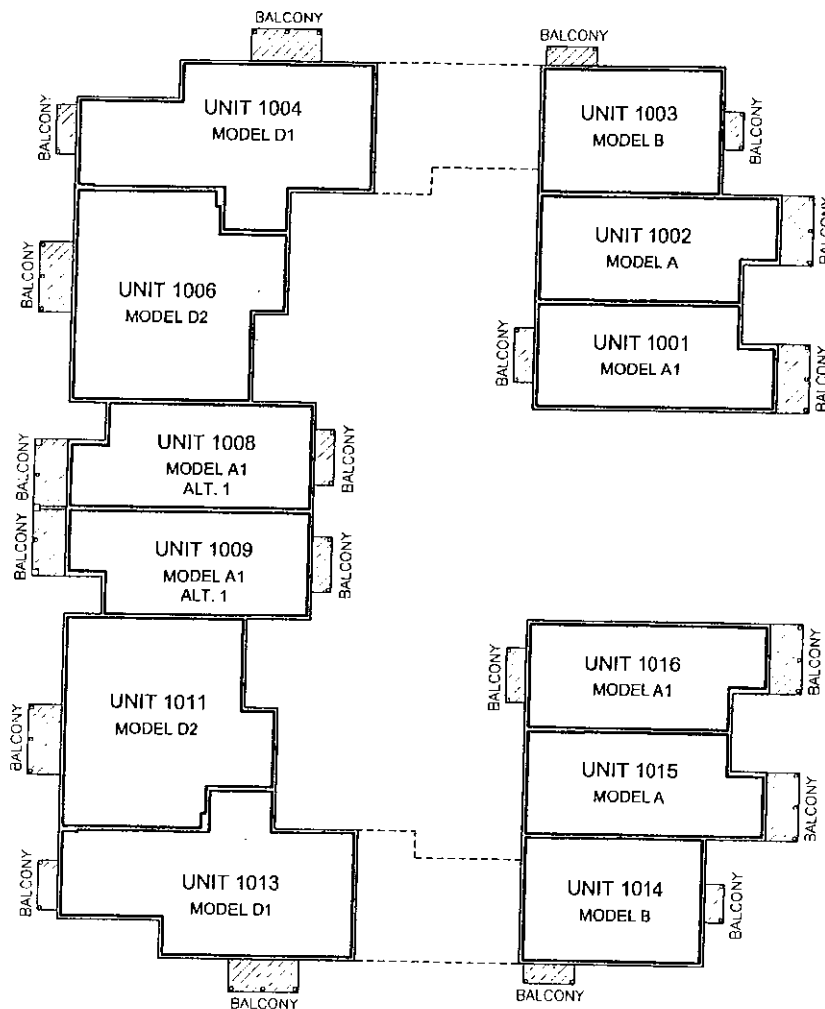 BALCONY
BALCONY
UNIT 1004
MODEL D1
BALCONY
UNIT 1003
MODEL B
BALCONY
UNIT 1002
MODEL A
BALCONY
BALCONY
UNIT 1006
MODEL D2
BALCONY
UNIT 1001
MODEL A1
BALCONY
BALCONY
UNIT 1008
MODEL A1
ALT. 1
BALCONY
BALCONY
UNIT 1009
MODEL A1
ALT. 1
BALCONY
BALCONY
UNIT 1016
MODEL A1
BALCONY
BALCONY
UNIT 1011
MODEL D2
UNIT 1015
MODEL A
BALCONY
BALCONY
UNIT 1013
MODEL D1
UNIT 1014
MODEL B
BALCONY
BALCONY
BALCONY